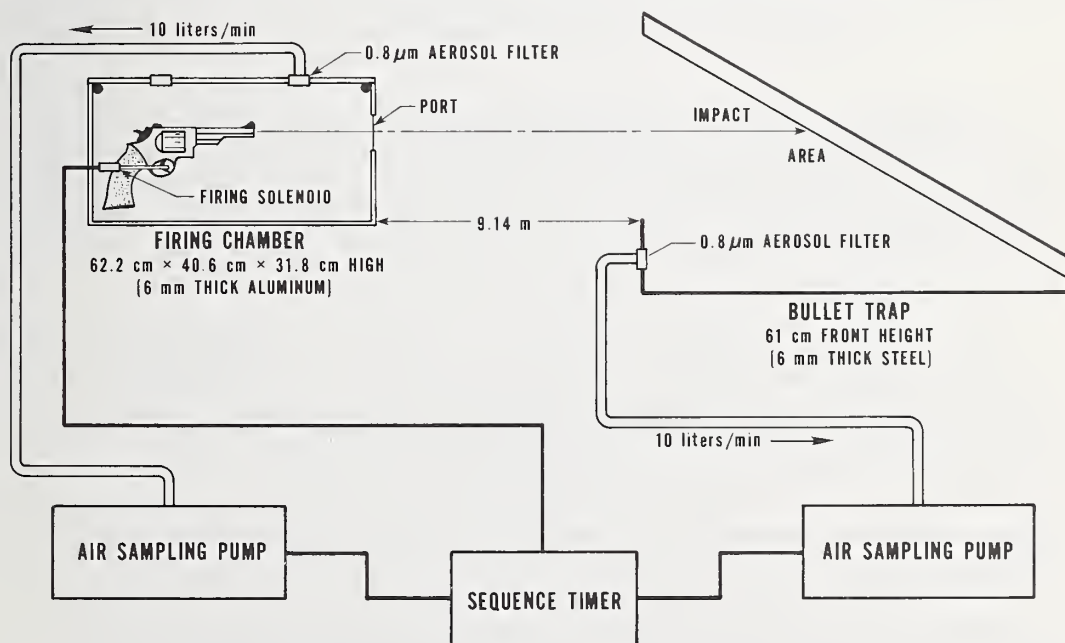 10 liters/min
0.8 µm AEROSOL FILTER
PORT
IMPACT
AREA
FIRING SOLENOID
9.14 m
FIRING CHAMBER
62.2 cm × 40.6 cm × 31.8 cm HIGH
(6 mm THICK ALUMINUM)
0.8 µm AEROSOL FILTER
BULLET TRAP
61 cm FRONT HEIGHT
(6 mm THICK STEEL)
10 liters/min
AIR SAMPLING PUMP
SEQUENCE TIMER
AIR SAMPLING PUMP